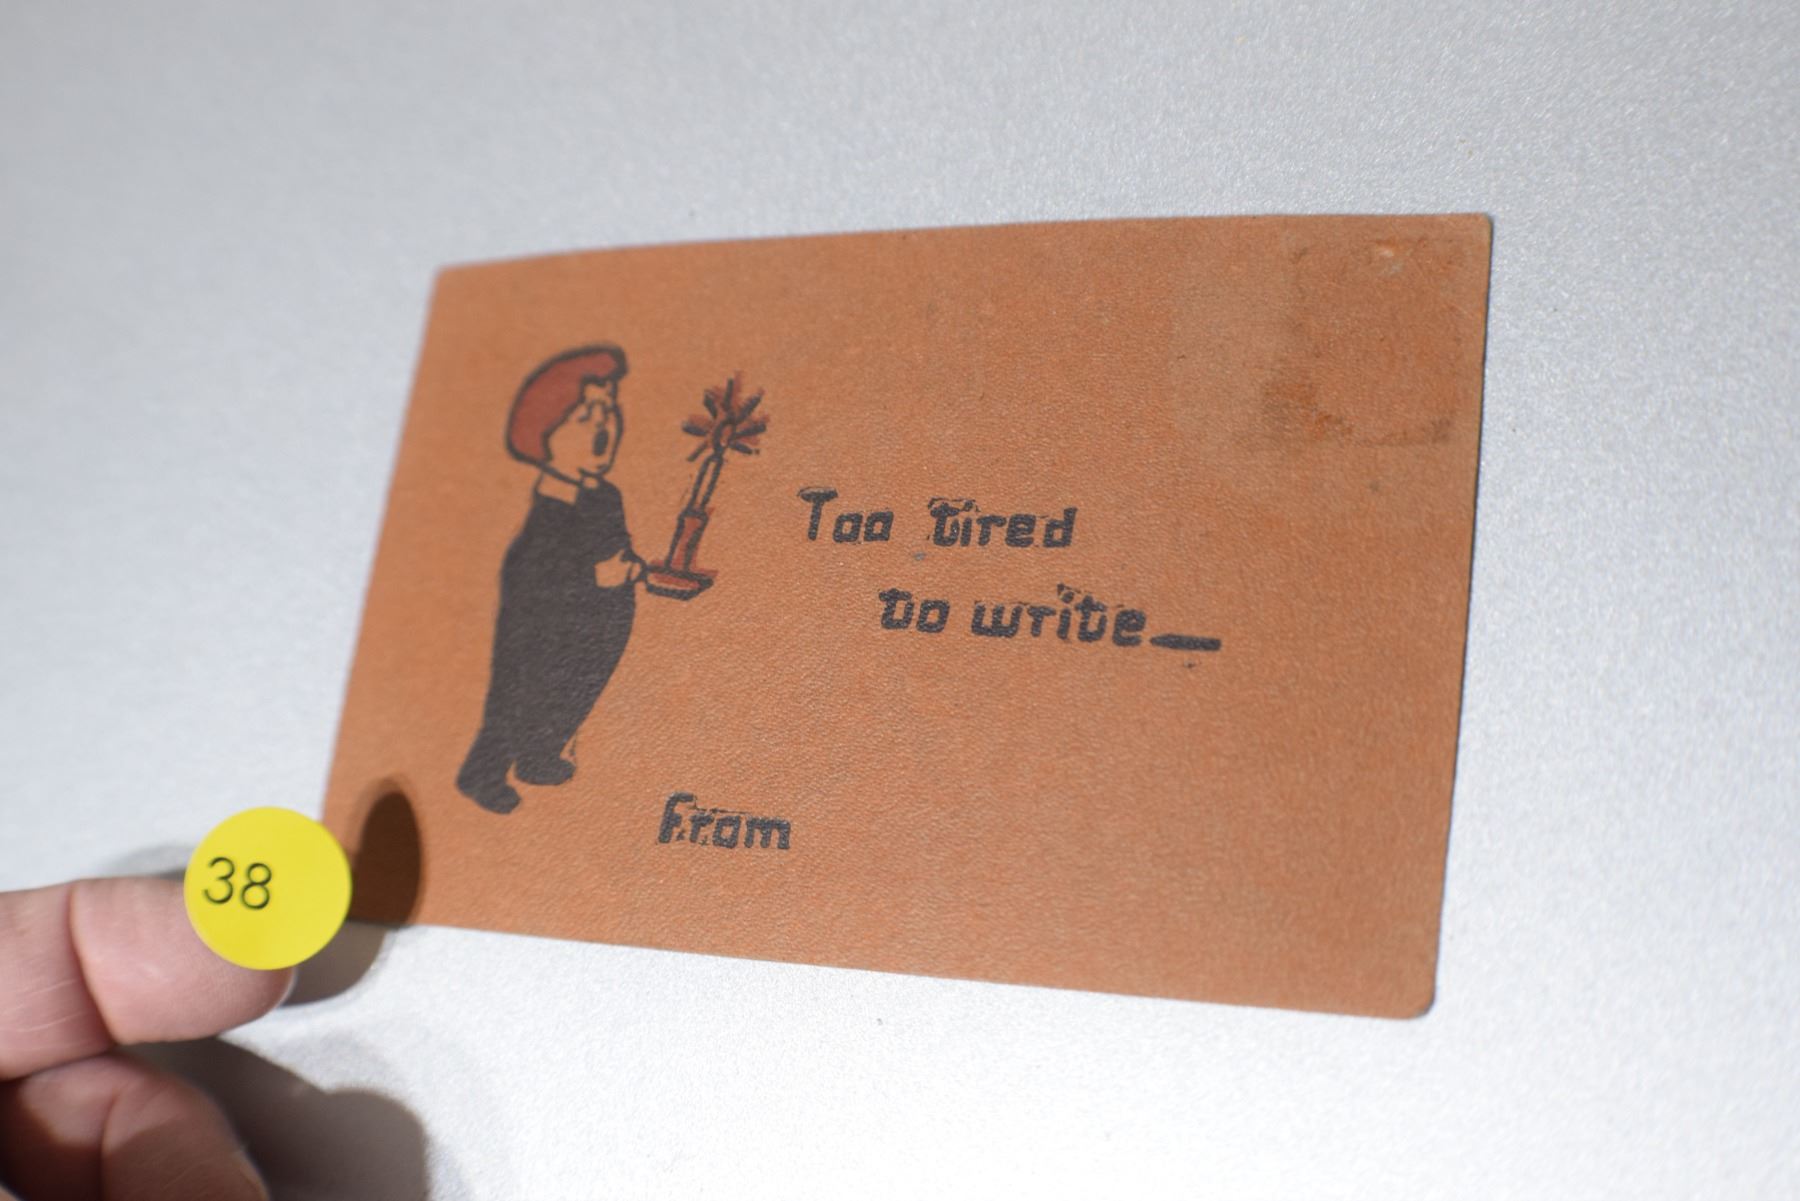 Too tired
to write—
From
38